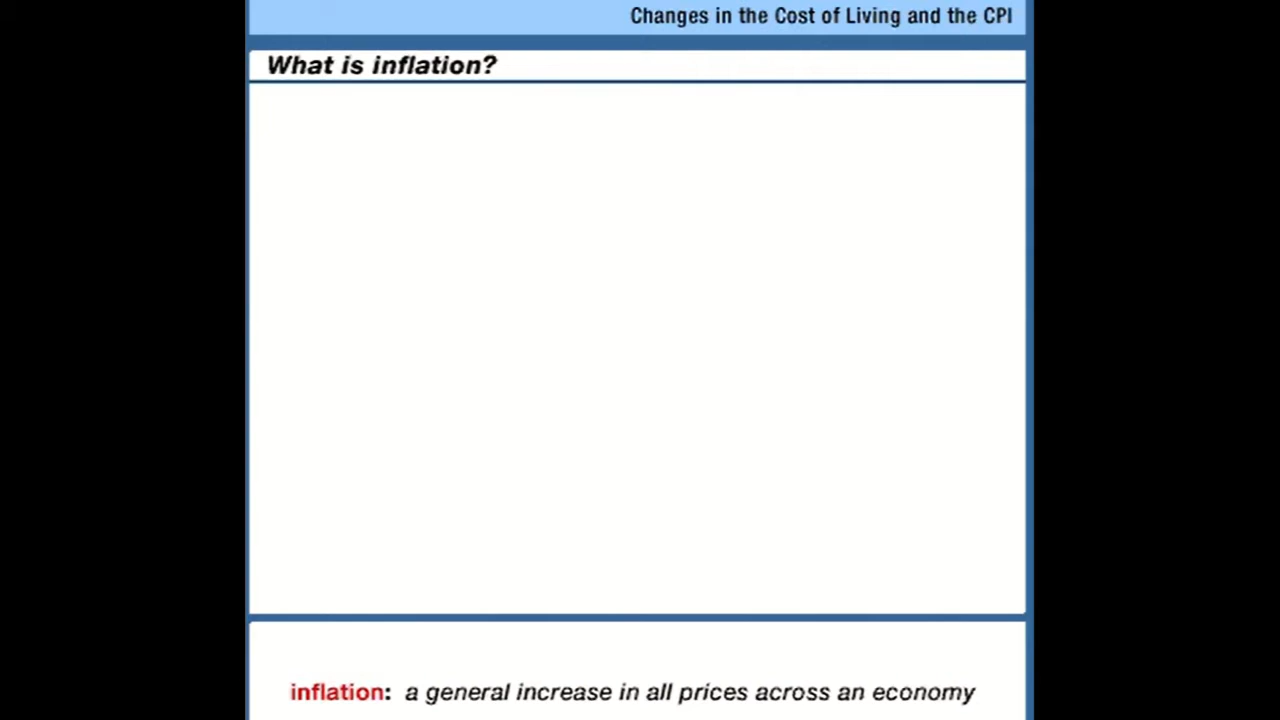 Changes in the Cost of Living and the CPI
What is inflation?
inflation: a general increase in all prices across an economy